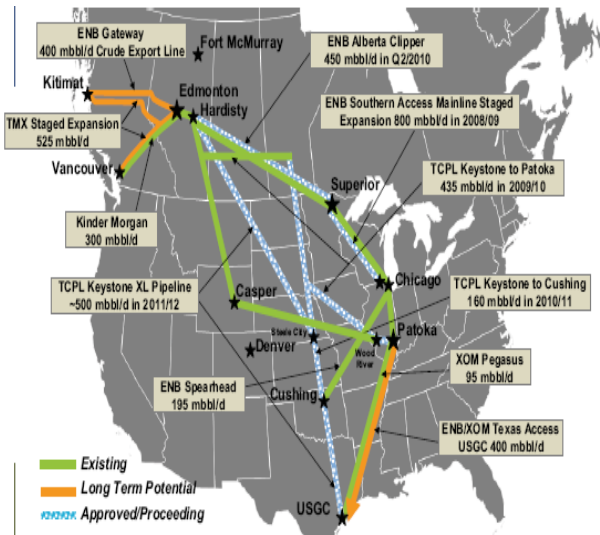 ENB Gateway
400 mbbl/d Crude Export Line
Fort McMurray
ENB Alberta Clipper
450 mbbl/d in Q2/2010
Kitimat
Edmonton
Hardisty
ENB Southern Access Mainline Staged
Expansion 800 mbbl/d in 2008/09
TMX Staged Expansion
525 mbbl/d
TCPL Keystone to Patoka
435 mbbl/d in 2009/10
Vancouver
Superior
Kinder Morgan
300 mbbl/d
TCPL Keystone XL Pipeline
~500 mbbl/d in 2011/12
Casper
Chicago
TCPL Keystone to Cushing
160 mbbl/d in 2010/11
Steele City
Denver
Wood
River
Patoka
XOM Pegasus
95 mbbl/d
ENB Spearhead
195 mbbl/d
Cushing
ENB/XOM Texas Access
USGC 400 mbbl/d
Existing
Long Term Potential
Approved/Proceeding
USGC